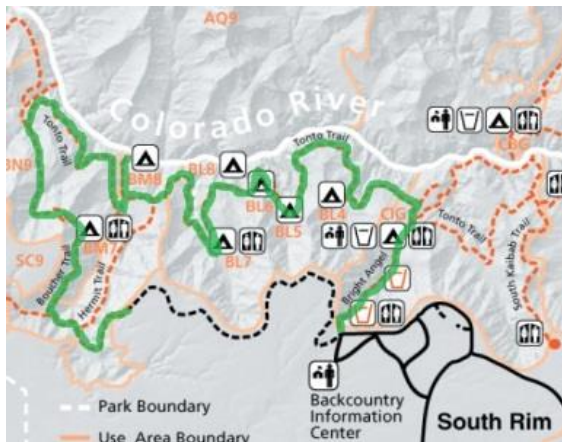 AQ9
Colorado River
Tonto Trail
Tonto Trail
CBG
BN9
BM8
BL8
BL6
BL5
BL4
CIG
Tonto Trail
BM7
BL7
SC9
Boucher Trail
Hermit Trail
Bright Angel
South Kaibab Trail
Park Boundary
Use Area Boundary
Backcountry
Information
Center
South Rim